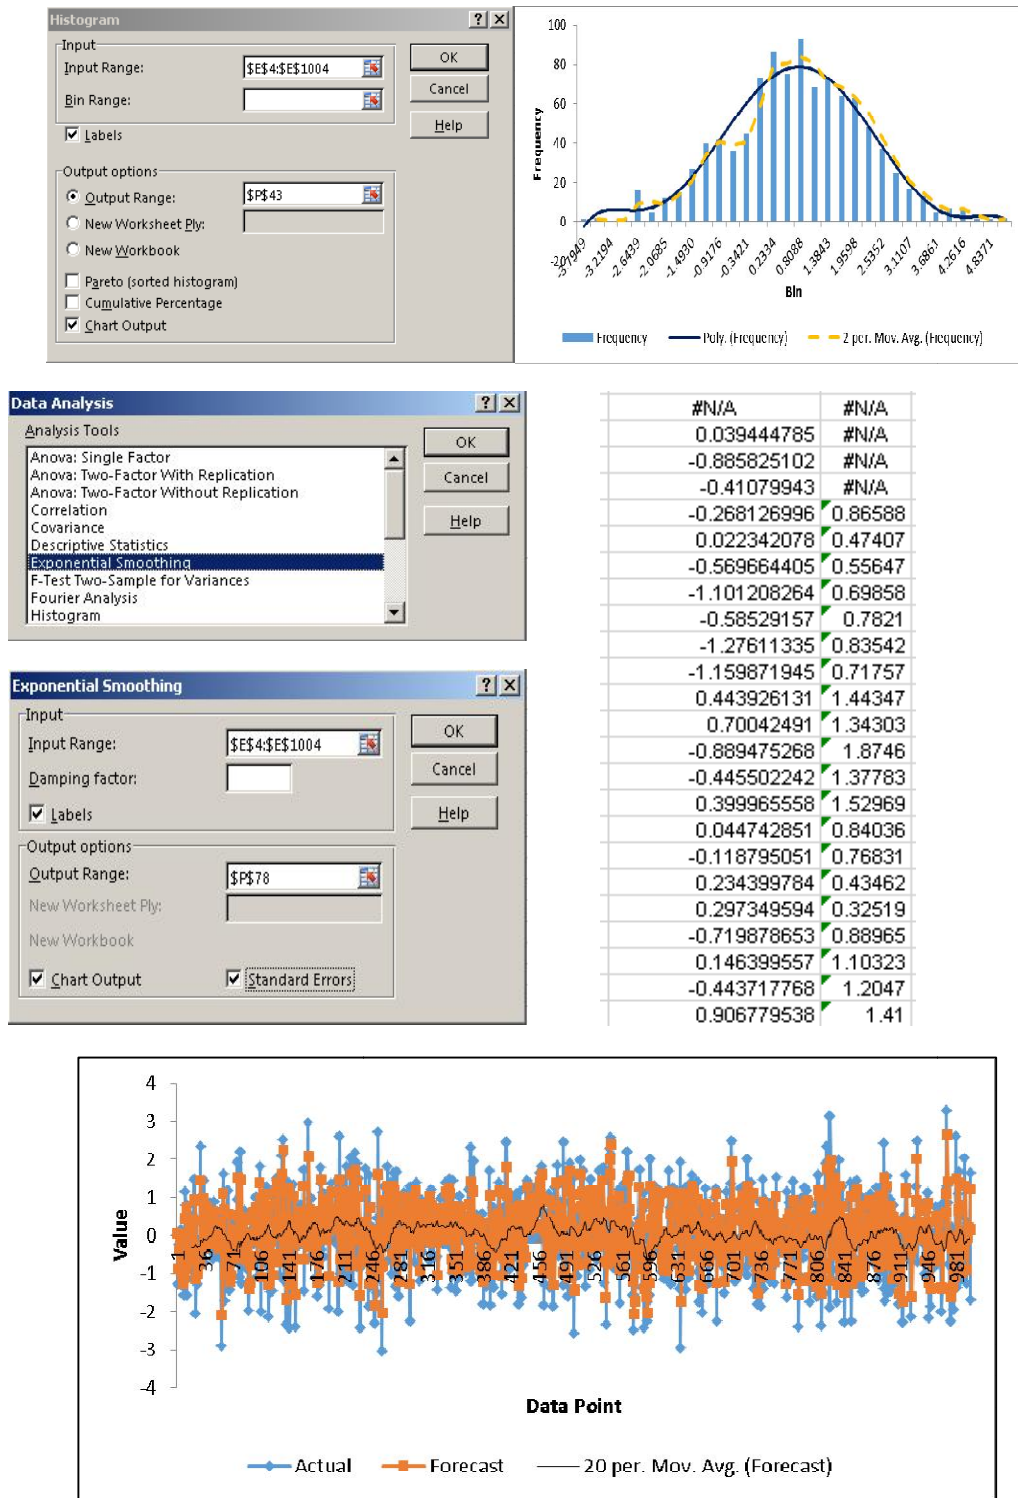 Histogram
Input
Input Range:
$E$4:$E$1004
Bin Range:
Labels
OK
Cancel
Help
Output options
Output Range:
$P$43
New Worksheet Ply:
New Workbook
Pareto (sorted histogram)
Cumulative Percentage
Chart Output
100
80
60
40
20
0
-20
Frequency
-3.7949
-3.2194
-2.6439
-2.0685
-1.4930
-0.9176
-0.3421
0.2334
0.8088
1.3843
1.9598
2.5352
3.1107
3.6861
4.2616
4.8371
Bin
Frequency
Poly. (Frequency)
2 per. Mov. Avg. (Frequency)
Data Analysis
Analysis Tools
Anova: Single Factor
Anova: Two-Factor With Replication
Anova: Two-Factor Without Replication
Correlation
Covariance
Descriptive Statistics
Exponential Smoothing
F-Test Two-Sample for Variances
Fourier Analysis
Histogram
OK
Cancel
Help
#N/A #N/A
0.039444785 #N/A
-0.885825102 #N/A
-0.41079943 #N/A
-0.268126996 0.86588
0.022342078 0.47407
-0.569664405 0.55647
-1.101208264 0.69858
-0.58529157 0.7821
-1.27611335 0.83542
-1.159871945 0.71757
0.443926131 1.44347
0.70042491 1.34303
-0.889475268 1.8746
-0.445502242 1.37783
0.399965558 1.52969
0.044742851 0.84036
-0.118795051 0.76831
0.234399784 0.43462
0.297349594 0.32519
-0.719878653 0.88965
0.146399557 1.10323
-0.443717768 1.2047
0.906779538 1.41
Exponential Smoothing
Input
Input Range:
$E$4:$E$1004
Damping factor:
Labels
OK
Cancel
Help
Output options
Output Range:
$P$78
New Worksheet Ply:
New Workbook
Chart Output
Standard Errors
4
3
2
1
0
-1
-2
-3
-4
Value
1
36
71
106
141
176
211
246
281
316
351
386
421
456
491
526
561
596
631
666
701
736
771
806
841
876
911
946
981
Data Point
Actual
Forecast
20 per. Mov. Avg. (Forecast)